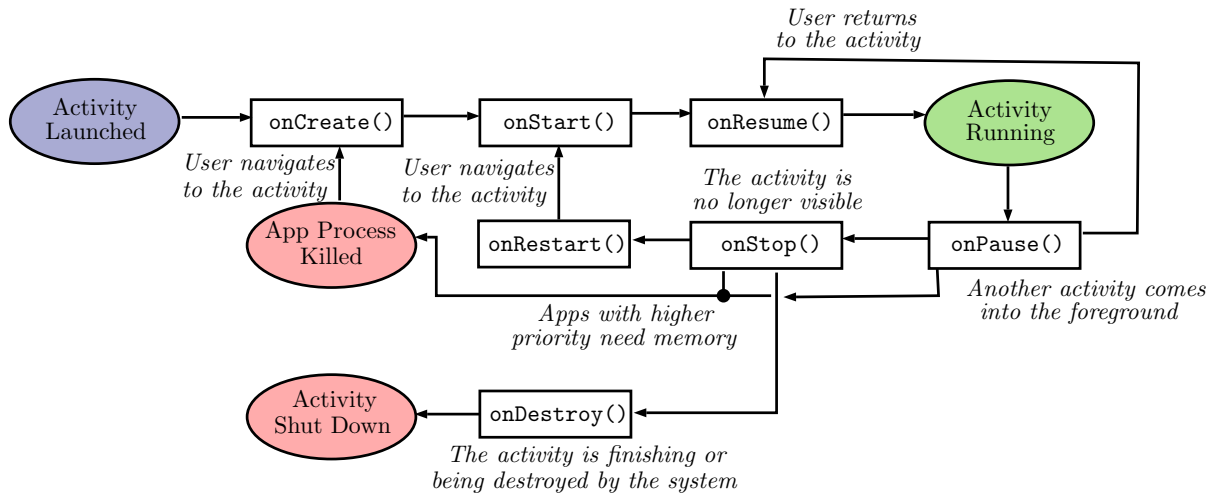 User returns
to the activity
Activity
Launched
onCreate()
onStart()
onResume()
Activity
Running
User navigates
to the activity
User navigates
to the activity
The activity is
no longer visible
App Process
Killed
onRestart()
onStop()
onPause()
Another activity comes
into the foreground
Apps with higher
priority need memory
Activity
Shut Down
onDestroy()
The activity is finishing or
being destroyed by the system